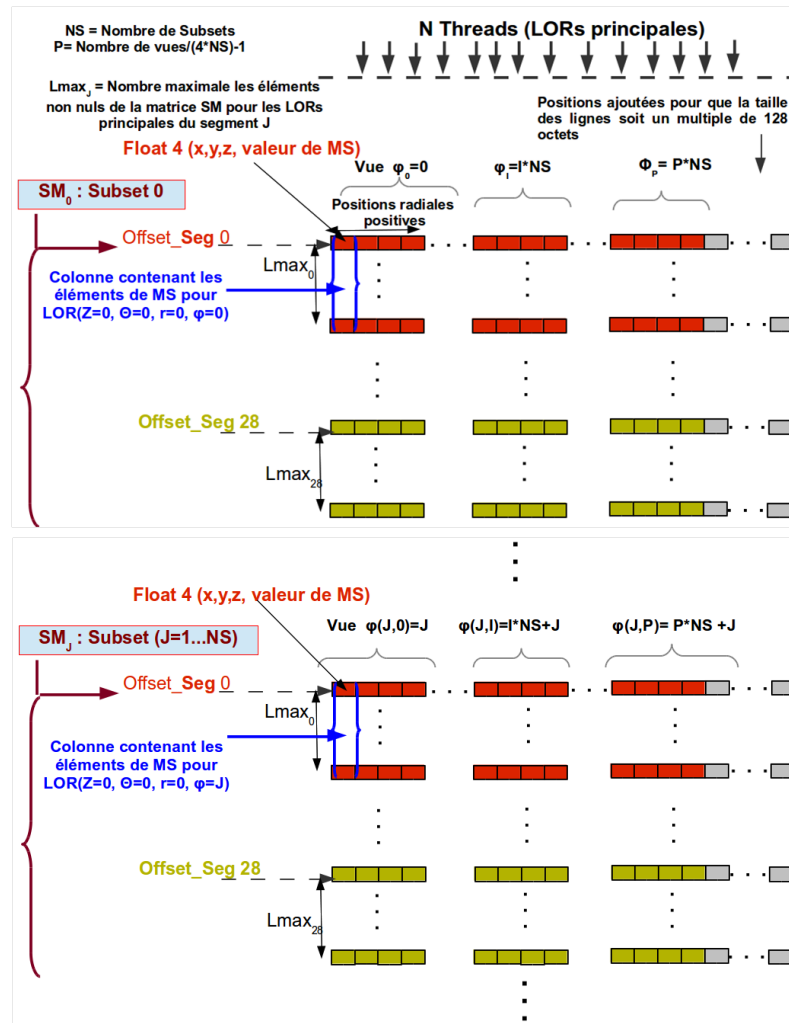 NS = Nombre de Subsets
P= Nombre de vues/(4*NS)-1
N Threads (LORs principales)
Lmax_J = Nombre maximale les éléments
non nuls de la matrice SM pour les LORs
principales du segment J
Positions ajoutées pour que la taille
des lignes soit un multiple de 128
octets
Float 4 (x,y,z, valeur de MS)
Vue φ_0=0
φ_I=I*NS
Φ_P= P*NS
SM_0 : Subset 0
Positions radiales
positives
Offset_Seg 0
Lmax_0
Colonne contenant les
éléments de MS pour
LOR(Z=0, Θ=0, r=0, φ=0)
Offset_Seg 28
Lmax_28
Float 4 (x,y,z, valeur de MS)
SM_J : Subset (J=1...NS)
Vue φ(J,0)=J
φ(J,I)=I*NS+J
φ(J,P)= P*NS +J
Offset_Seg 0
Lmax_0
Colonne contenant les
éléments de MS pour
LOR(Z=0, Θ=0, r=0, φ=J)
Offset_Seg 28
Lmax_28